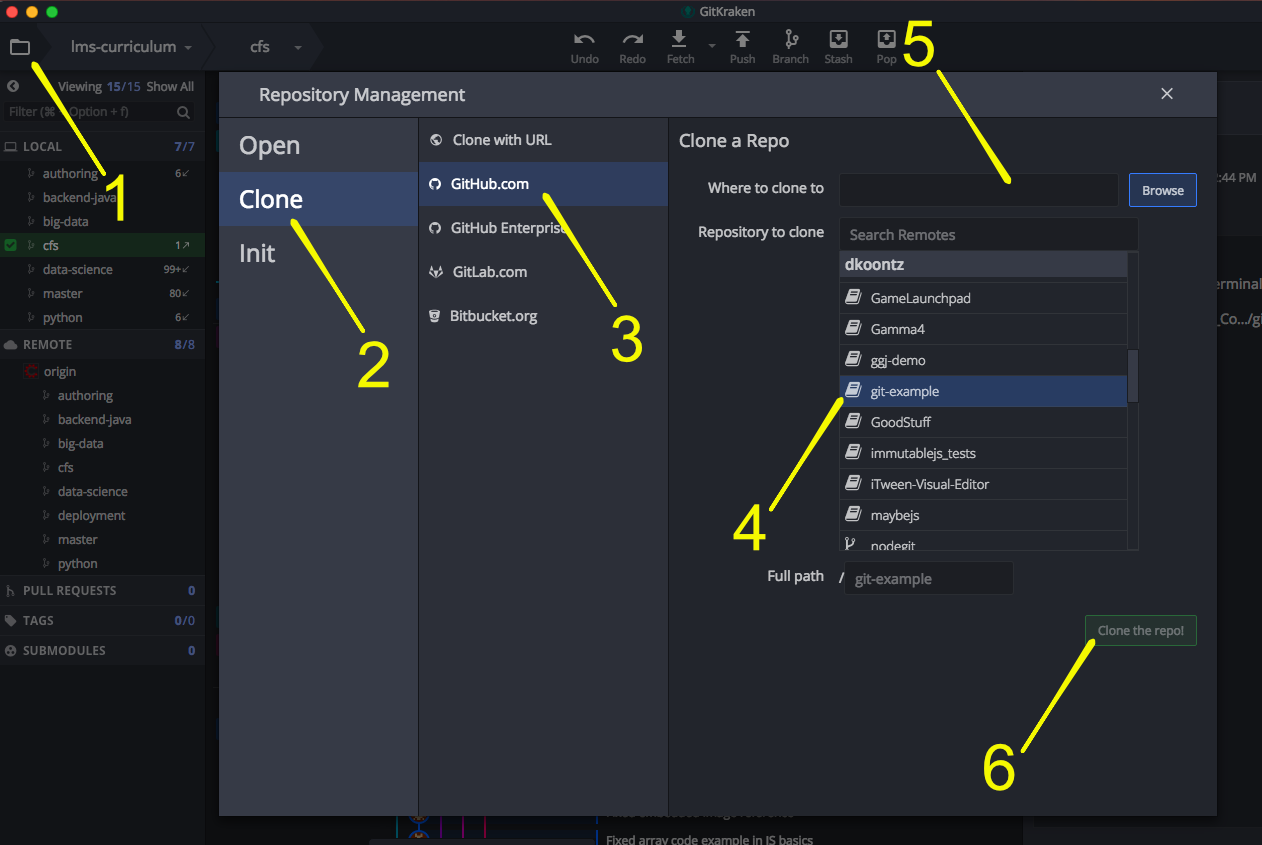 GitKraken
lms-curriculum
cfs
Undo
Redo
Fetch
Push
Branch
Stash
Pop
5
Viewing 15/15 Show All
Filter (⌘ Option + f)
LOCAL 7/7
authoring 6
backend-java
1
big-data
cfs 1
data-science 99+
master 80
python 6
REMOTE 8/8
origin
authoring
backend-java
big-data
cfs
data-science
deployment
master
python
PULL REQUESTS 0
TAGS 0/0
SUBMODULES 0
Repository Management
Open
Clone
Init
2
Clone with URL
GitHub.com
GitHub Enterprise
GitLab.com
Bitbucket.org
3
Clone a Repo
Where to clone to
Browse
Repository to clone
Search Remotes
dkoontz
GameLaunchpad
Gamma4
ggj-demo
git-example
GoodStuff
immutablejs_tests
iTween-Visual-Editor
maybejs
nodegit
4
Full path / git-example
Clone the repo!
6
:44 PM
erminal
_Co.../gi
Fixed array code example in JS basics